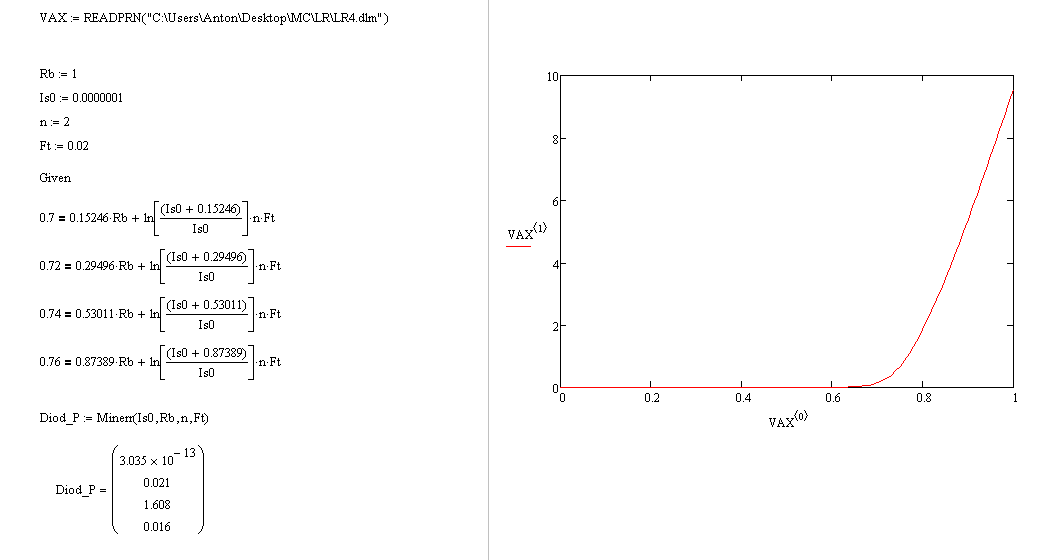 VAX := READPRN("C:\Users\Anton\Desktop\MC\LR\LR4.dlm")
Rb := 1
Is0 := 0.0000001
n := 2
Ft := 0.02
Given
0.7 = 0.15246·Rb + ln[(Is0 + 0.15246)/Is0]·n·Ft
0.72 = 0.29496·Rb + ln[(Is0 + 0.29496)/Is0]·n·Ft
0.74 = 0.53011·Rb + ln[(Is0 + 0.53011)/Is0]·n·Ft
0.76 = 0.87389·Rb + ln[(Is0 + 0.87389)/Is0]·n·Ft
Diod_P := Minerr(Is0,Rb,n,Ft)
Diod_P =
3.035 × 10^-13
0.021
1.608
0.016
10
8
6
4
2
0
VAX⟨1⟩
0 0.2 0.4 0.6 0.8 1
VAX⟨0⟩